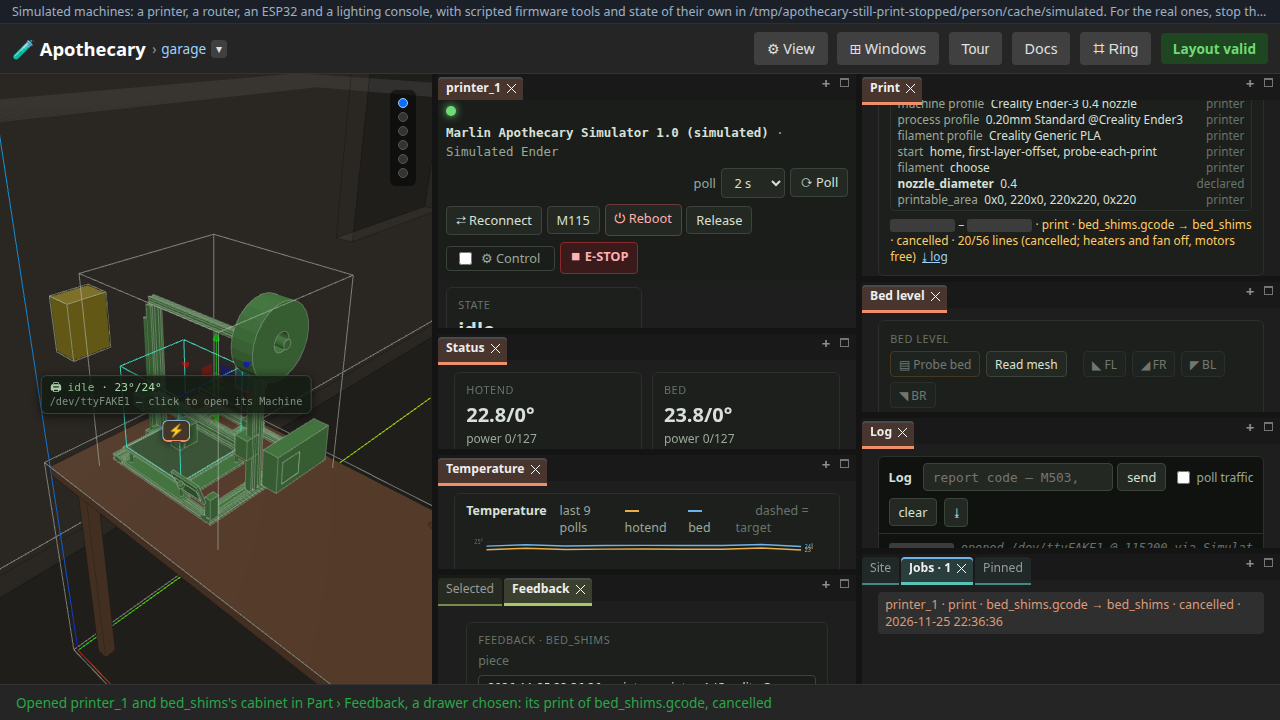 Simulated machines: a printer, a router, an ESP32 and a lighting console, with scripted firmware tools and state of their own in /tmp/apothecary-still-print-stopped/person/cache/simulated. For the real ones, stop th…
Apothecary › garage ▾
⚙ View
⊞ Windows
Tour
Docs
⌗ Ring
Layout valid
idle · 23°/24°
/dev/ttyFAKE1 — click to open its Machine
printer_1
Marlin Apothecary Simulator 1.0 (simulated) ·
Simulated Ender
poll 2 s ⟳ Poll
⇄ Reconnect M115 Reboot Release
⚙ Control ■ E-STOP
STATE
idle
Status
HOTEND
22.8/0°
power 0/127
BED
23.8/0°
power 0/127
Temperature
Temperature last 9 polls hotend bed dashed = target
25°
Selected Feedback
FEEDBACK · BED_SHIMS
piece
Print
machine profile Creality Ender-3 0.4 nozzle printer
process profile 0.20mm Standard @Creality Ender3 printer
filament profile Creality Generic PLA printer
start home, first-layer-offset, probe-each-print printer
filament choose printer
nozzle_diameter 0.4 declared
printable_area 0x0, 220x0, 220x220, 0x220 printer
– · print · bed_shims.gcode → bed_shims
· cancelled · 20/56 lines (cancelled; heaters and fan off, motors
free) ↓log
Bed level
BED LEVEL
Probe bed Read mesh ◣ FL ◢ FR ◤ BL
◥ BR
Log
Log report code — M503, send poll traffic
clear ↓
opened /dev/ttyFAKE1 @ 115200 via Simulat
Site Jobs · 1 Pinned
printer_1 · print · bed_shims.gcode → bed_shims · cancelled ·
2026-11-25 22:36:36
Opened printer_1 and bed_shims's cabinet in Part › Feedback, a drawer chosen: its print of bed_shims.gcode, cancelled